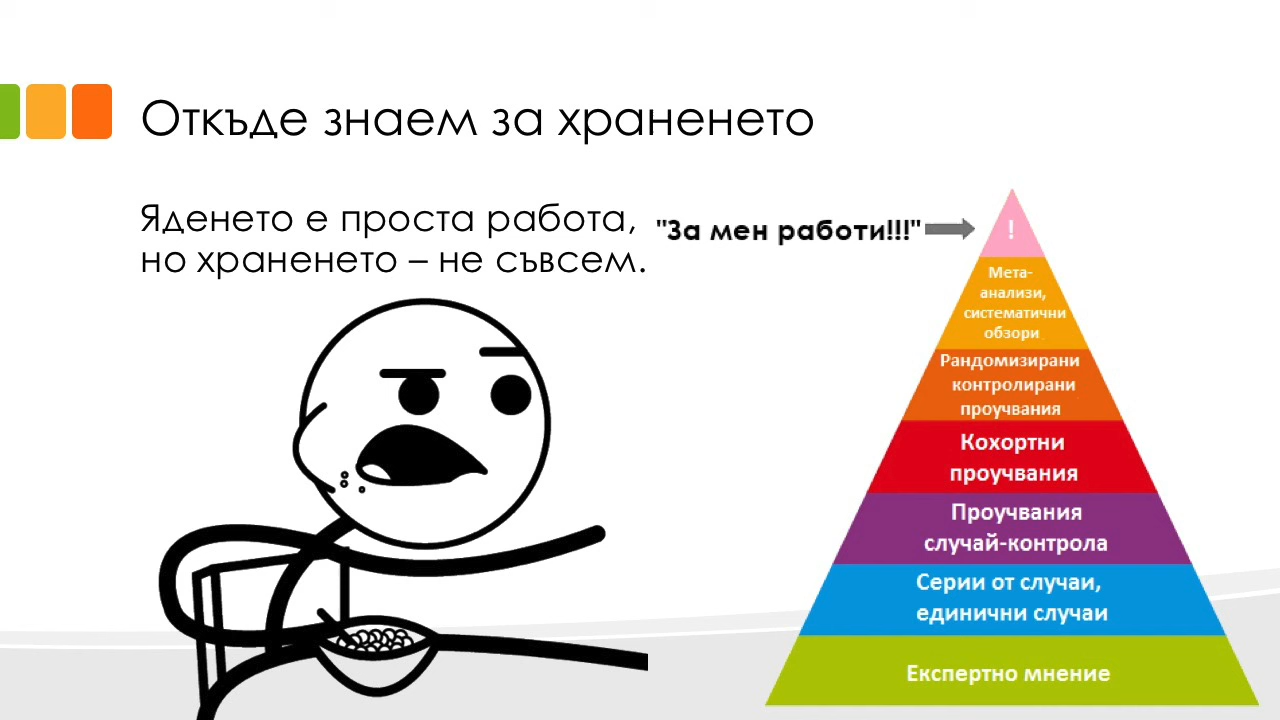 Откъде знаем за храненето
Яденето е проста работа,
но храненето – не съвсем.
"За мен работи!!!"
!
Мета-
анализи,
систематични
обзори
Рандомизирани
контролирани
проучвания
Кохортни
проучвания
Проучвания
случай-контрола
Серии от случаи,
единични случаи
Експертно мнение